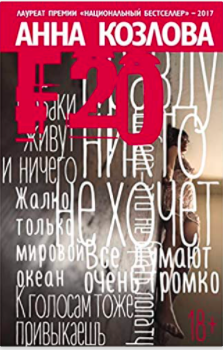 ЛАУРЕАТ ПРЕМИИ «НАЦИОНАЛЬНЫЙ БЕСТСЕЛЛЕР» – 2017
АННА КОЗЛОВА
F20
живут
и ничего
никто
не хочет
Жалко
только
мировой
океан
Все думают
очень громко
К голосам тоже
привыкаешь
18+